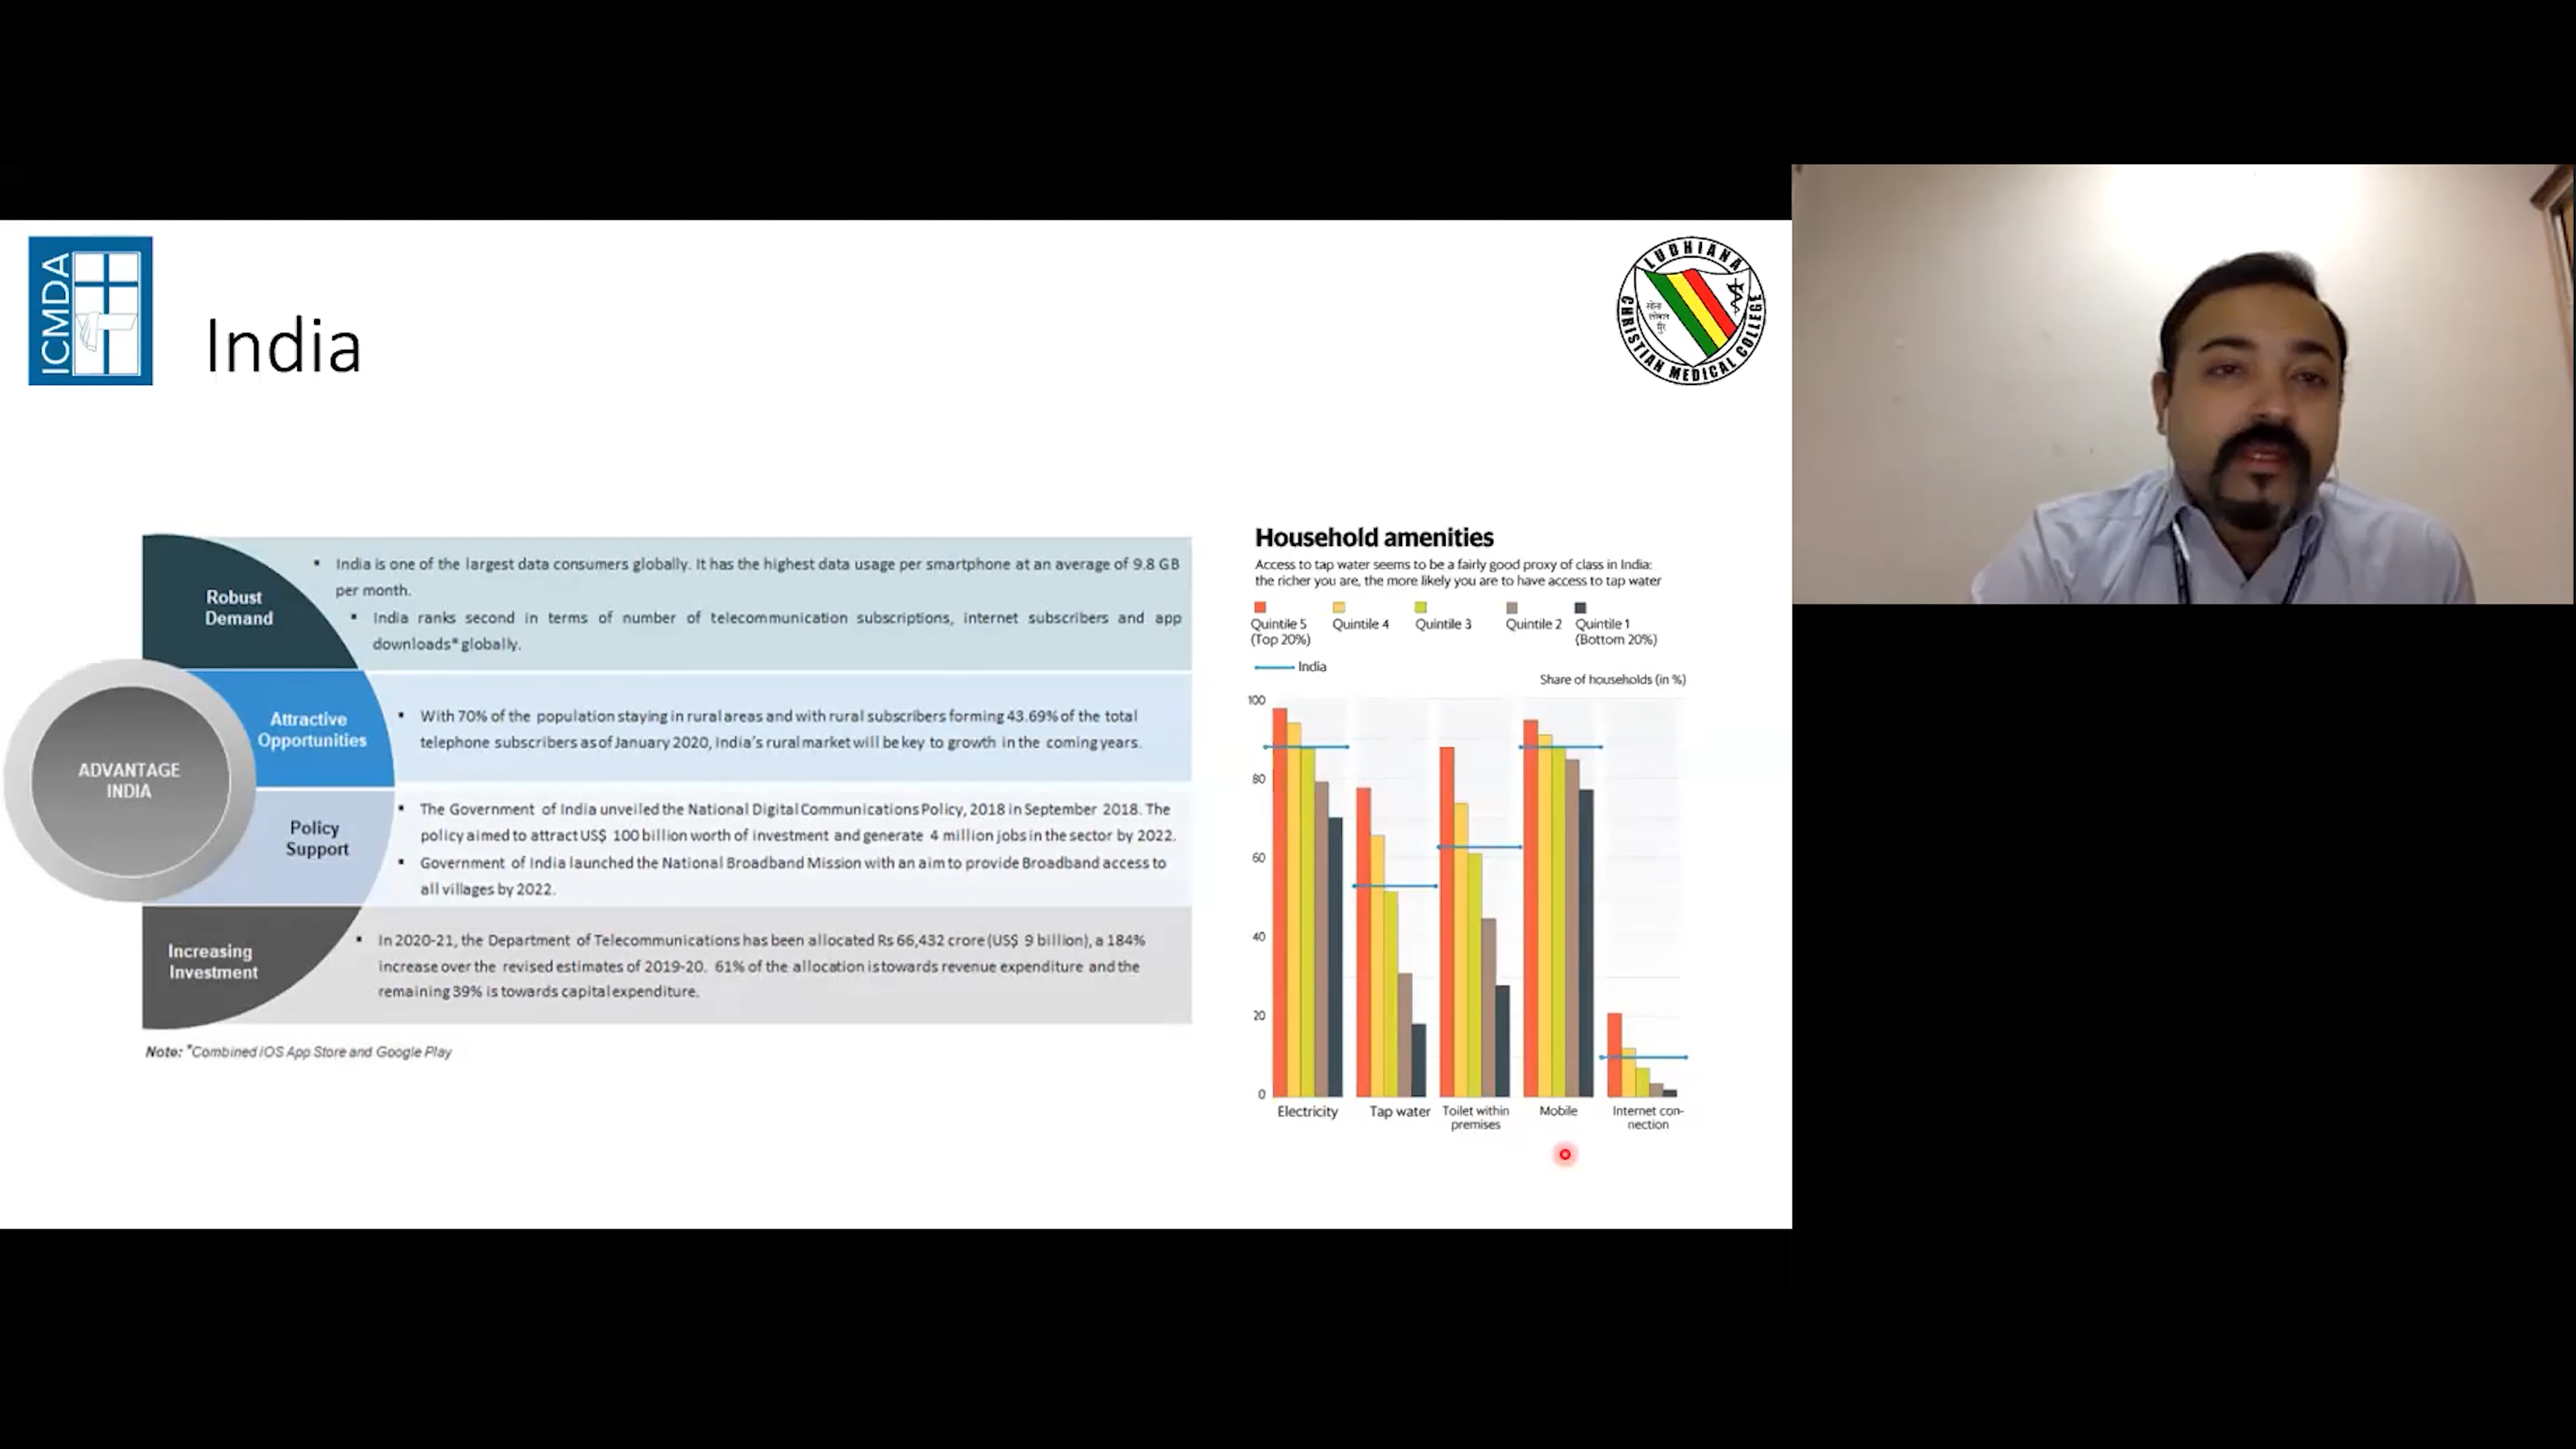 ICMDA
India
LUDHIANA
CHRISTIAN MEDICAL COLLEGE
ADVANTAGE
INDIA
Robust
Demand
▪ India is one of the largest data consumers globally. It has the highest data usage per smartphone at an average of 9.8 GB
per month.
▪ India ranks second in terms of number of telecommunication subscriptions, internet subscribers and app
downloads* globally.
Attractive
Opportunities
▪ With 70% of the population staying in rural areas and with rural subscribers forming 43.69% of the total
telephone subscribers as of January 2020, India's rural market will be key to growth in the coming years.
Policy
Support
▪ The Government of India unveiled the National Digital Communications Policy, 2018 in September 2018. The
policy aimed to attract US$ 100 billion worth of investment and generate 4 million jobs in the sector by 2022.
▪ Government of India launched the National Broadband Mission with an aim to provide Broadband access to
all villages by 2022.
Increasing
Investment
▪ In 2020-21, the Department of Telecommunications has been allocated Rs 66,432 crore (US$ 9 billion), a 184%
increase over the revised estimates of 2019-20. 61% of the allocation is towards revenue expenditure and the
remaining 39% is towards capital expenditure.
Note: *Combined iOS App Store and Google Play
Household amenities
Access to tap water seems to be a fairly good proxy of class in India:
the richer you are, the more likely you are to have access to tap water
Quintile 5
(Top 20%)
Quintile 4
Quintile 3
Quintile 2
Quintile 1
(Bottom 20%)
India
Share of households (in %)
100
80
60
40
20
0
Electricity
Tap water
Toilet within
premises
Mobile
Internet con-
nection